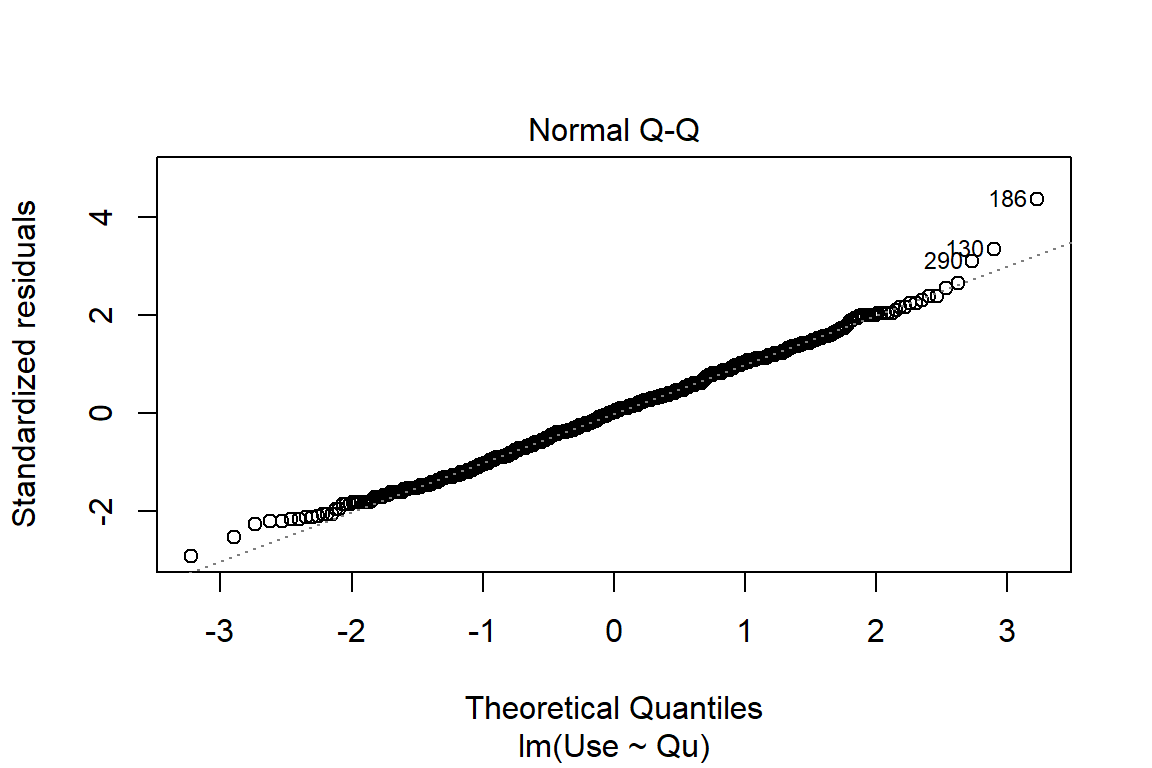 Normal Q-Q
Standardized residuals
4
2
0
-2
186
130
290
-3 -2 -1 0 1 2 3
Theoretical Quantiles
lm(Use ~ Qu)